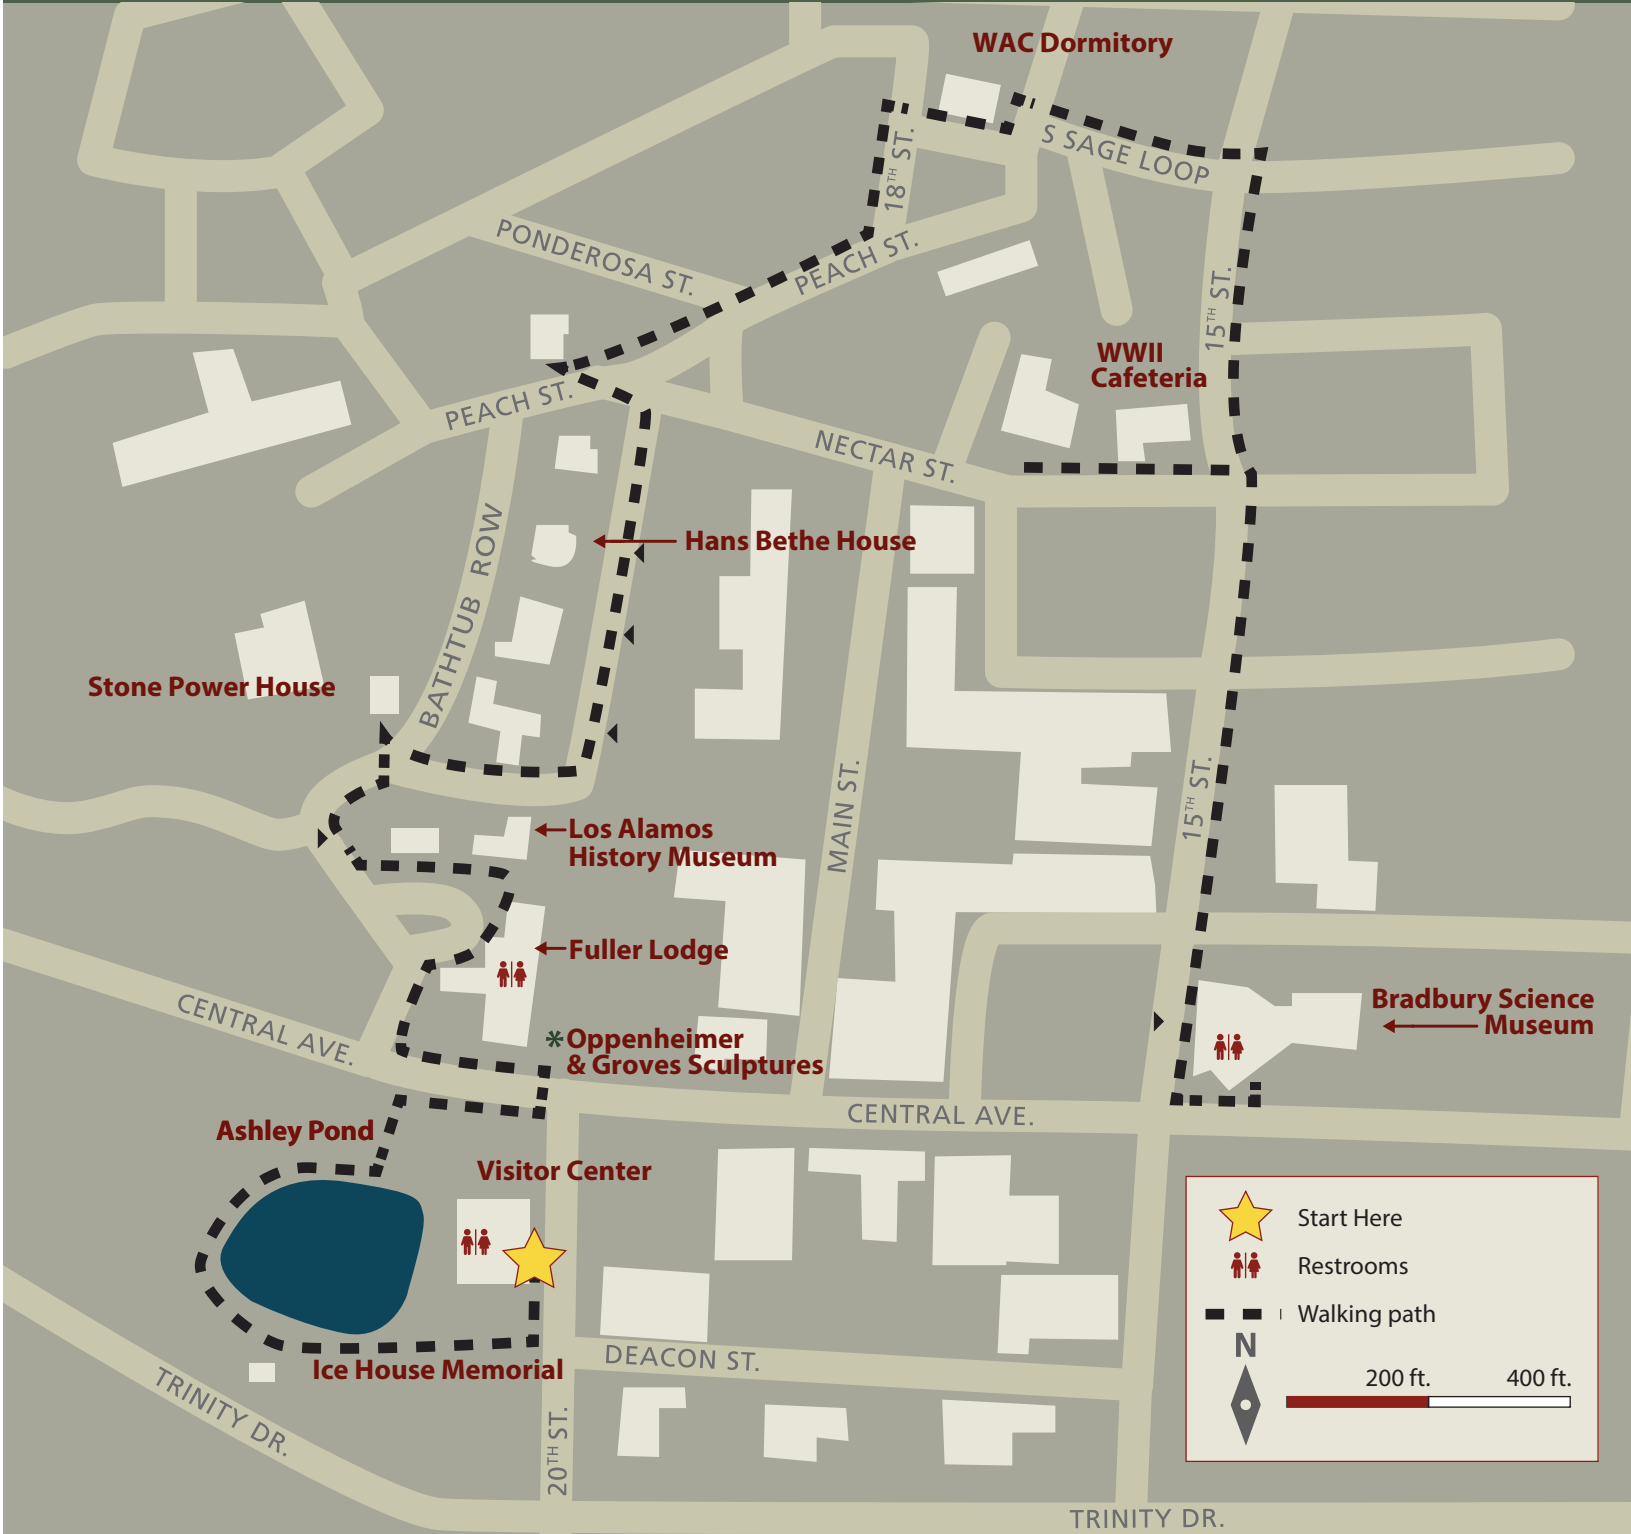 WAC Dormitory
S SAGE LOOP
18TH ST.
PONDEROSA ST.
PEACH ST.
15TH ST.
WWII
Cafeteria
PEACH ST.
NECTAR ST.
BATHTUB ROW
Hans Bethe House
Stone Power House
MAIN ST.
15TH ST.
Los Alamos
History Museum
Fuller Lodge
CENTRAL AVE.
Bradbury Science
Museum
*Oppenheimer
& Groves Sculptures
CENTRAL AVE.
Ashley Pond
Visitor Center
Start Here
Restrooms
Walking path
N
200 ft.
400 ft.
Ice House Memorial
DEACON ST.
TRINITY DR.
20TH ST.
TRINITY DR.